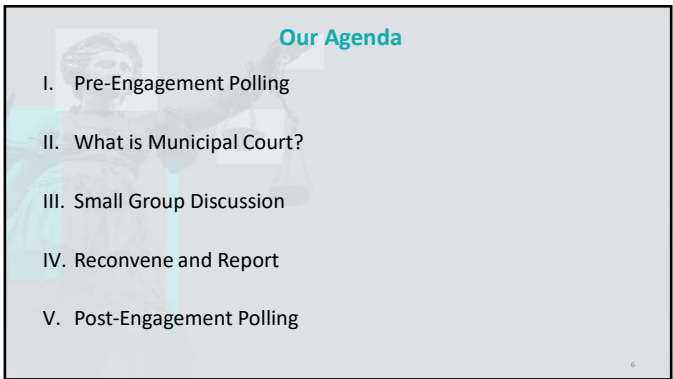 Our Agenda
I. Pre-Engagement Polling
II. What is Municipal Court?
III. Small Group Discussion
IV. Reconvene and Report
V. Post-Engagement Polling
6